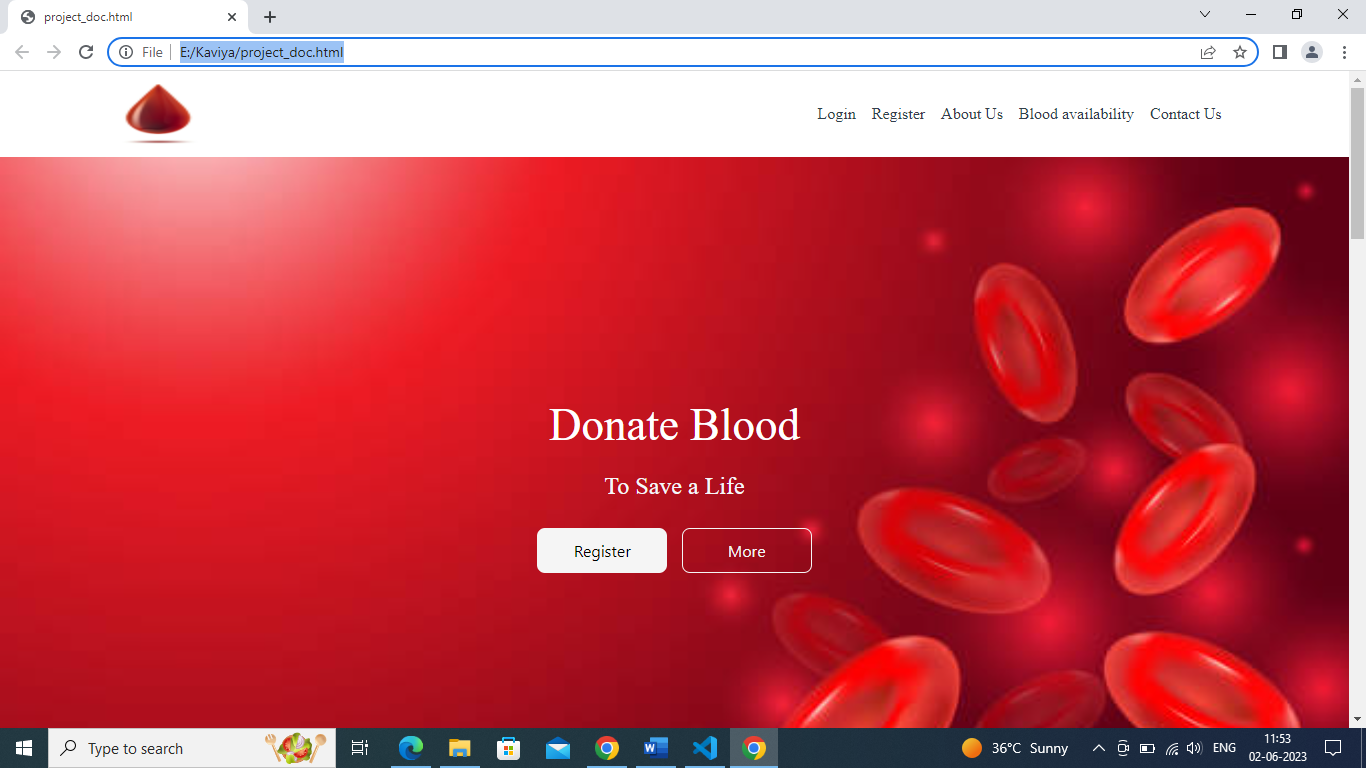 project_doc.html
File E:/Kaviya/project_doc.html
Login Register About Us Blood availability Contact Us
Donate Blood
To Save a Life
Register More
Type to search 36°C Sunny ENG 11:53
02-06-2023